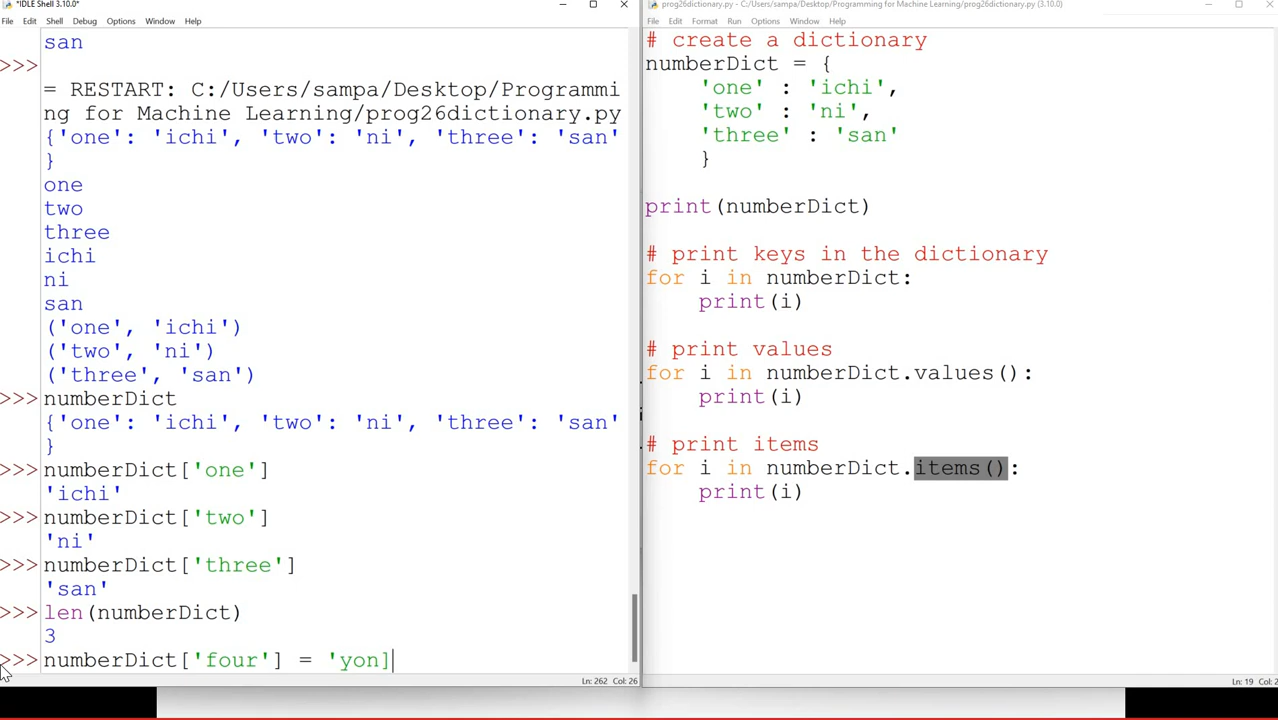 *IDLE Shell 3.10.0*
File Edit Shell Debug Options Window Help
san
>>>
= RESTART: C:/Users/sampa/Desktop/Programmi
ng for Machine Learning/prog26dictionary.py
{'one': 'ichi', 'two': 'ni', 'three': 'san'
}
one
two
three
ichi
ni
san
('one', 'ichi')
('two', 'ni')
('three', 'san')
>>> numberDict
{'one': 'ichi', 'two': 'ni', 'three': 'san'
}
>>> numberDict['one']
'ichi'
>>> numberDict['two']
'ni'
>>> numberDict['three']
'san'
>>> len(numberDict)
3
>>> numberDict['four'] = 'yon]
Ln: 262 Col: 26
prog26dictionary.py - C:/Users/sampa/Desktop/Programming for Machine Learning/prog26dictionary.py (3.10.0)
File Edit Format Run Options Window Help
# create a dictionary
numberDict = {
    'one' : 'ichi',
    'two' : 'ni',
    'three' : 'san'
    }
print(numberDict)
# print keys in the dictionary
for i in numberDict:
    print(i)
# print values
for i in numberDict.values():
    print(i)
# print items
for i in numberDict.items():
    print(i)
Ln: 19 Col: 2